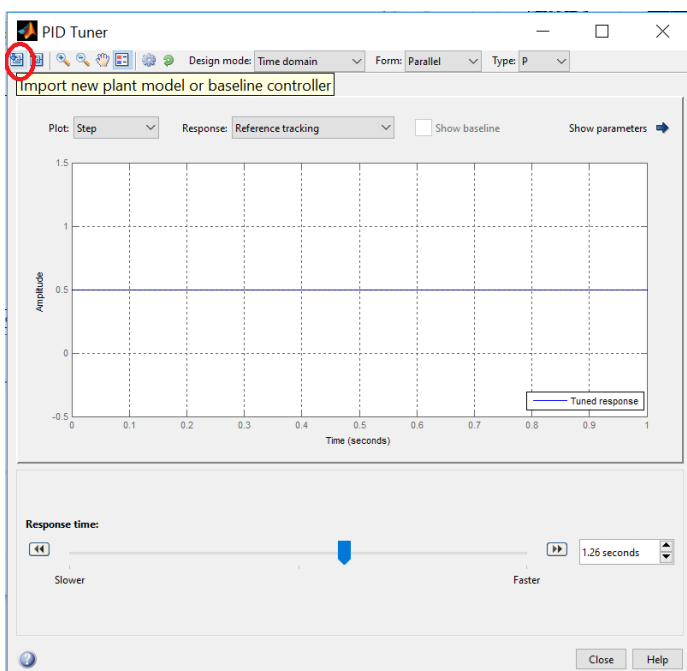 PID Tuner
Design mode: Time domain Form: Parallel Type: P
Import new plant model or baseline controller
Plot: Step Response: Reference tracking Show baseline Show parameters
1.5
1
0.5
0
-0.5
Amplitude
Tuned response
0 0.1 0.2 0.3 0.4 0.5 0.6 0.7 0.8 0.9 1
Time (seconds)
Response time:
1.26 seconds
Slower Faster
Close Help